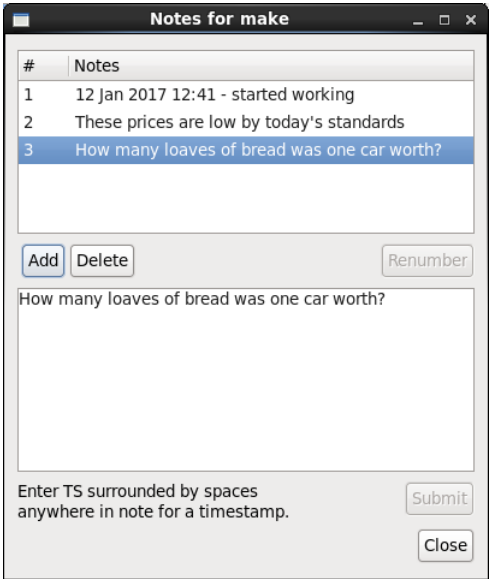 Notes for make
# Notes
1 12 Jan 2017 12:41 - started working
2 These prices are low by today's standards
3 How many loaves of bread was one car worth?
Add Delete Renumber
How many loaves of bread was one car worth?
Enter TS surrounded by spaces
anywhere in note for a timestamp.
Submit
Close